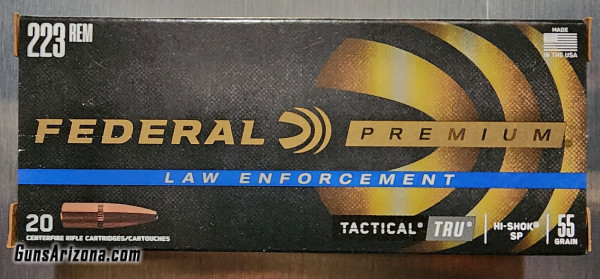 223 REM
MADE
IN THE USA
FEDERAL PREMIUM
LAW ENFORCEMENT
20
CENTERFIRE RIFLE CARTRIDGES/CARTOUCHES
TACTICAL® TRU® HI-SHOK® SP 55 GRAIN
GunsArizona.com